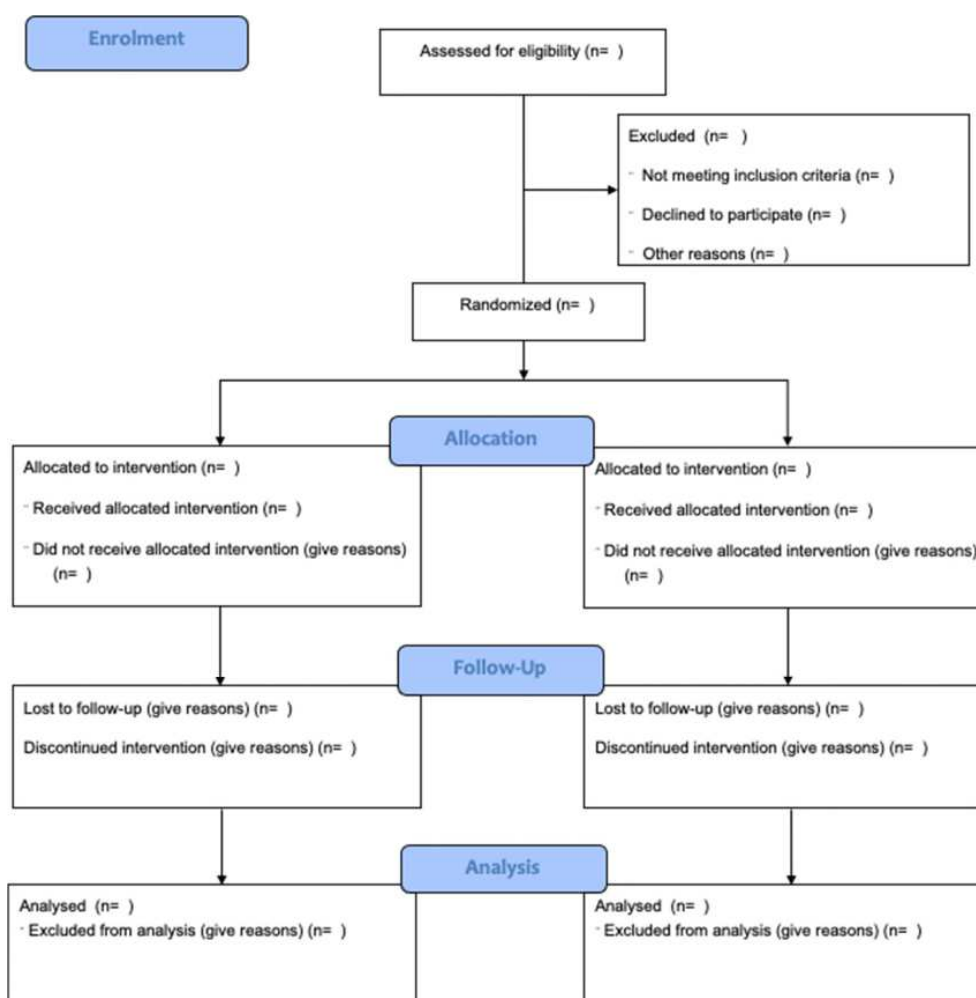 Enrolment
Assessed for eligibility (n= )
Excluded (n= )
- Not meeting inclusion criteria (n= )
- Declined to participate (n= )
- Other reasons (n= )
Randomized (n= )
Allocation
Allocated to intervention (n= )
- Received allocated intervention (n= )
- Did not receive allocated intervention (give reasons)
(n= )
Allocated to intervention (n= )
- Received allocated intervention (n= )
- Did not receive allocated intervention (give reasons)
(n= )
Follow-Up
Lost to follow-up (give reasons) (n= )
Discontinued intervention (give reasons) (n= )
Lost to follow-up (give reasons) (n= )
Discontinued intervention (give reasons) (n= )
Analysis
Analysed (n= )
- Excluded from analysis (give reasons) (n= )
Analysed (n= )
- Excluded from analysis (give reasons) (n= )